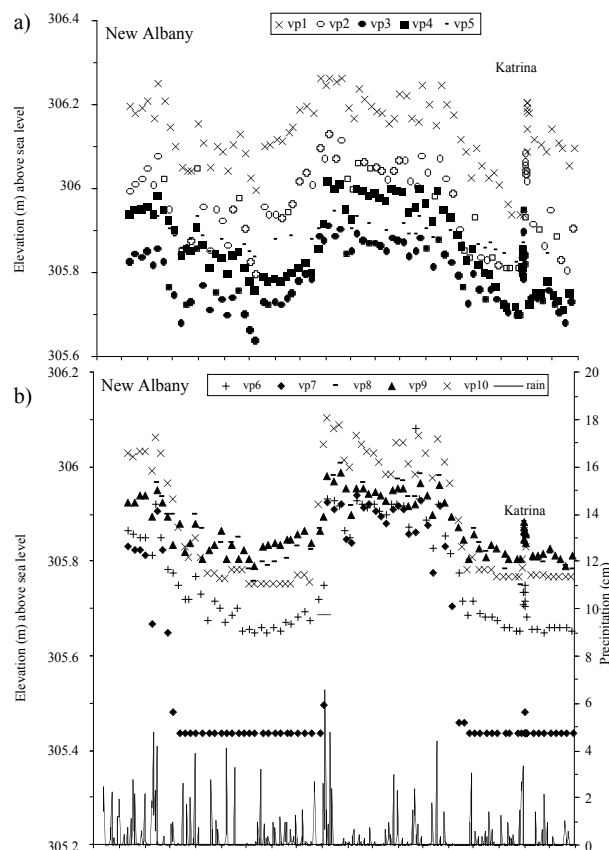 a)
New Albany
vp1 vp2 vp3 vp4 vp5
306.4
306.2
306
305.8
305.6
Elevation (m) above sea level
Katrina
b)
New Albany
vp6 vp7 vp8 vp9 vp10 rain
306.2
306
305.8
305.6
305.4
305.2
Elevation (m) above sea level
Katrina
20
18
16
14
12
10
8
6
4
2
0
Precipitation (cm)